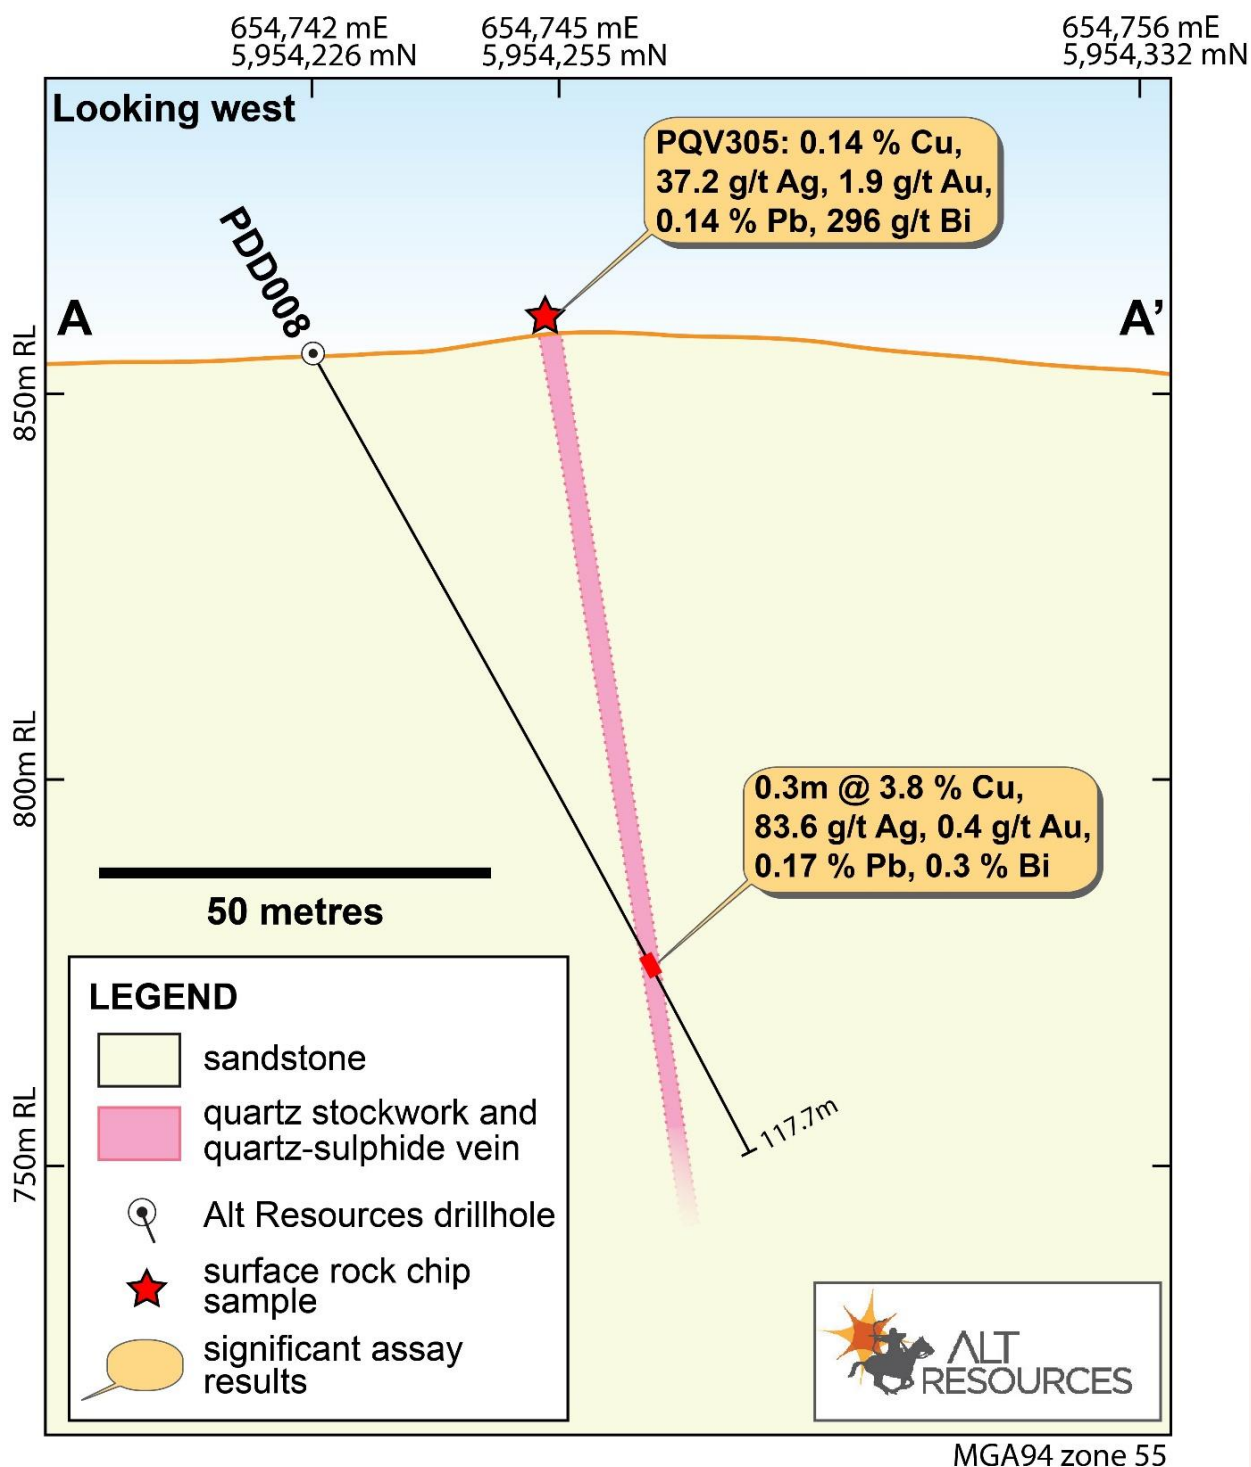 654,742 mE
5,954,226 mN
654,745 mE
5,954,255 mN
654,756 mE
5,954,332 mN
Looking west
PQV305: 0.14 % Cu,
37.2 g/t Ag, 1.9 g/t Au,
0.14 % Pb, 296 g/t Bi
PDD008
A
A’
850m RL
800m RL
0.3m @ 3.8 % Cu,
83.6 g/t Ag, 0.4 g/t Au,
0.17 % Pb, 0.3 % Bi
50 metres
750m RL
117.7m
LEGEND
sandstone
quartz stockwork and
quartz-sulphide vein
Alt Resources drillhole
surface rock chip
sample
significant assay
results
ALT
RESOURCES
MGA94 zone 55